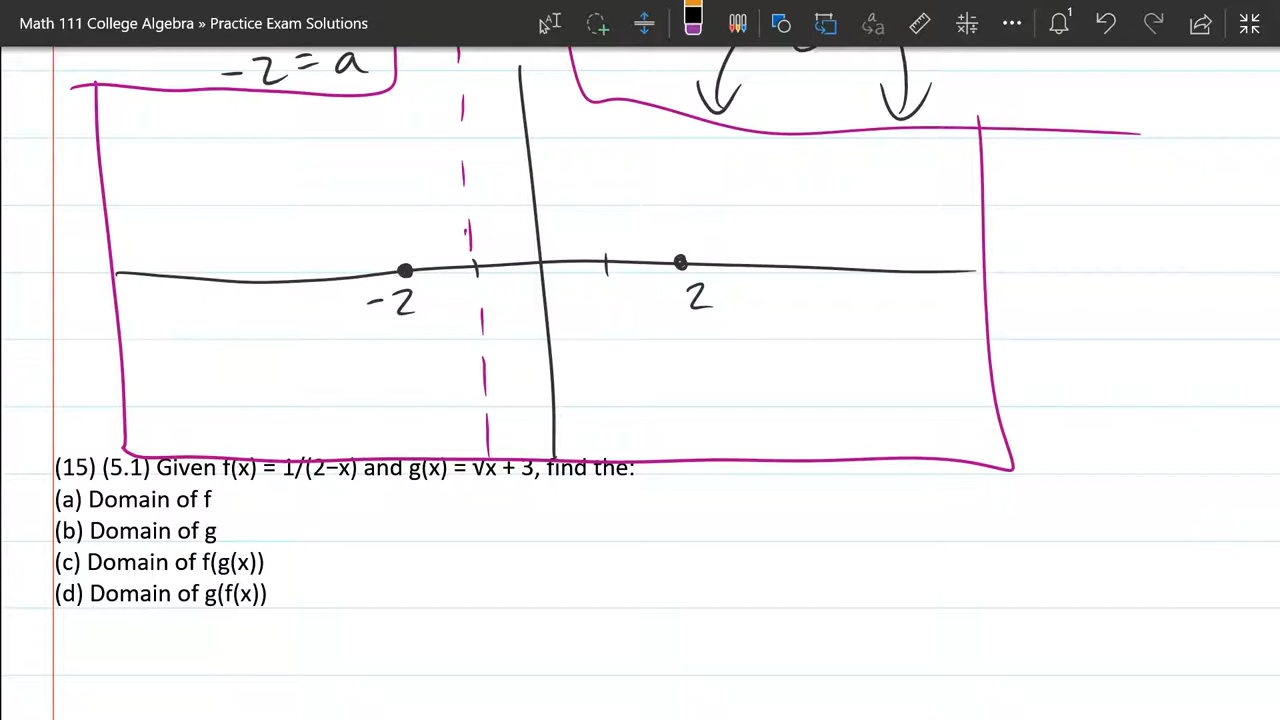 Math 111 College Algebra » Practice Exam Solutions
1
-2 = a
-2
2
(15) (5.1) Given f(x) = 1/(2−x) and g(x) = √x + 3, find the:
(a) Domain of f
(b) Domain of g
(c) Domain of f(g(x))
(d) Domain of g(f(x))